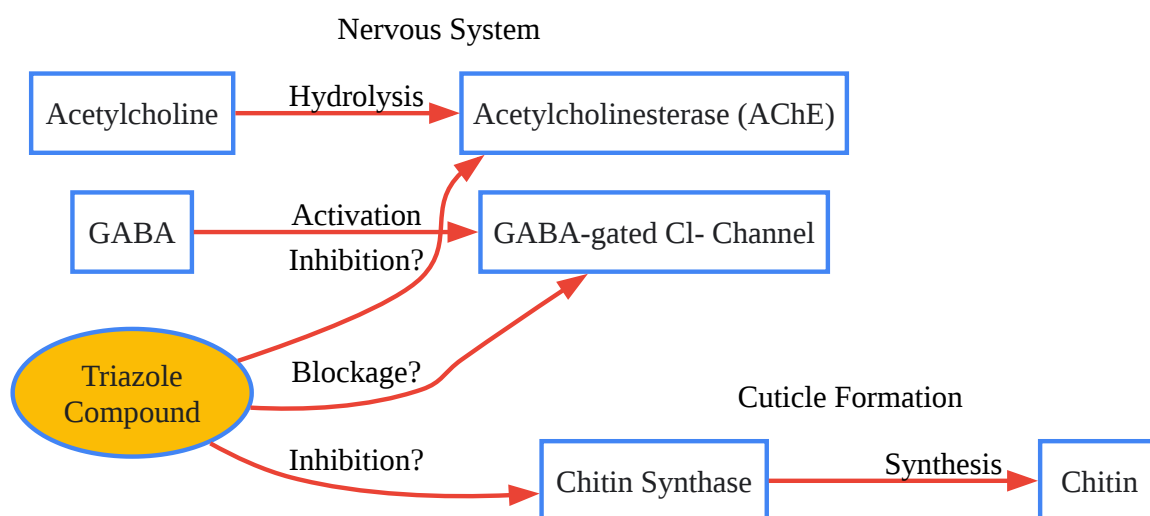 Nervous System
Acetylcholine
Hydrolysis
Acetylcholinesterase (AChE)
GABA
Activation
GABA-gated Cl- Channel
Inhibition?
Triazole
Compound
Blockage?
Cuticle Formation
Inhibition?
Chitin Synthase
Synthesis
Chitin